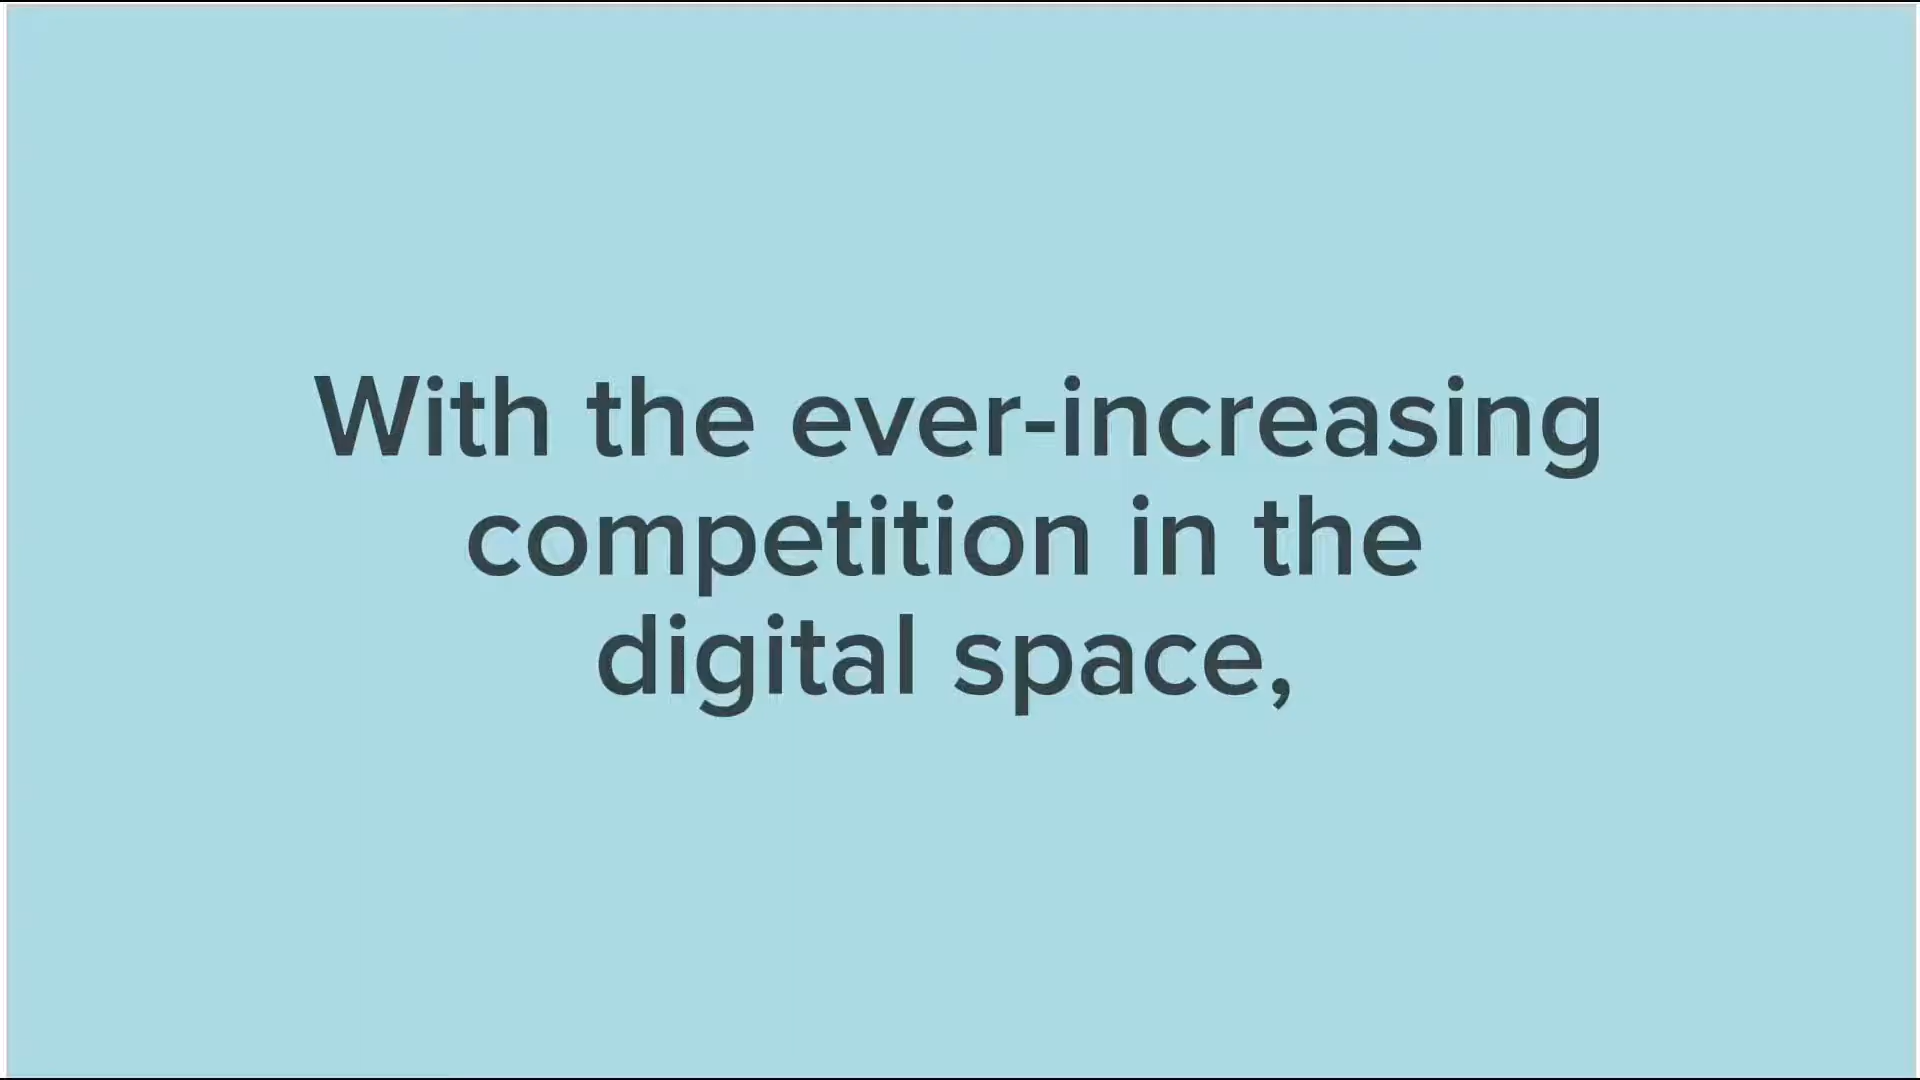 With the ever-increasing
competition in the
digital space,